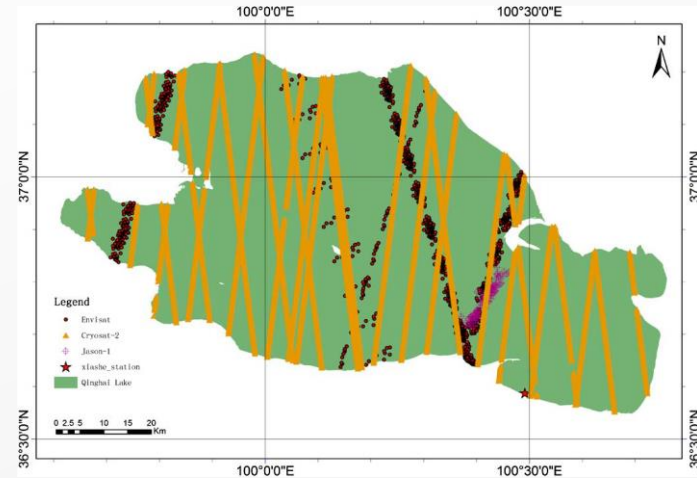 100°0'0"E 100°30'0"E
N
37°0'0"N 37°0'0"N
Legend
Envisat
Cryosat-2
Jason-1
xiashe_station
Qinghai Lake
0 2.5 5 10 15 20
Km
36°30'0"N 36°30'0"N
100°0'0"E 100°30'0"E